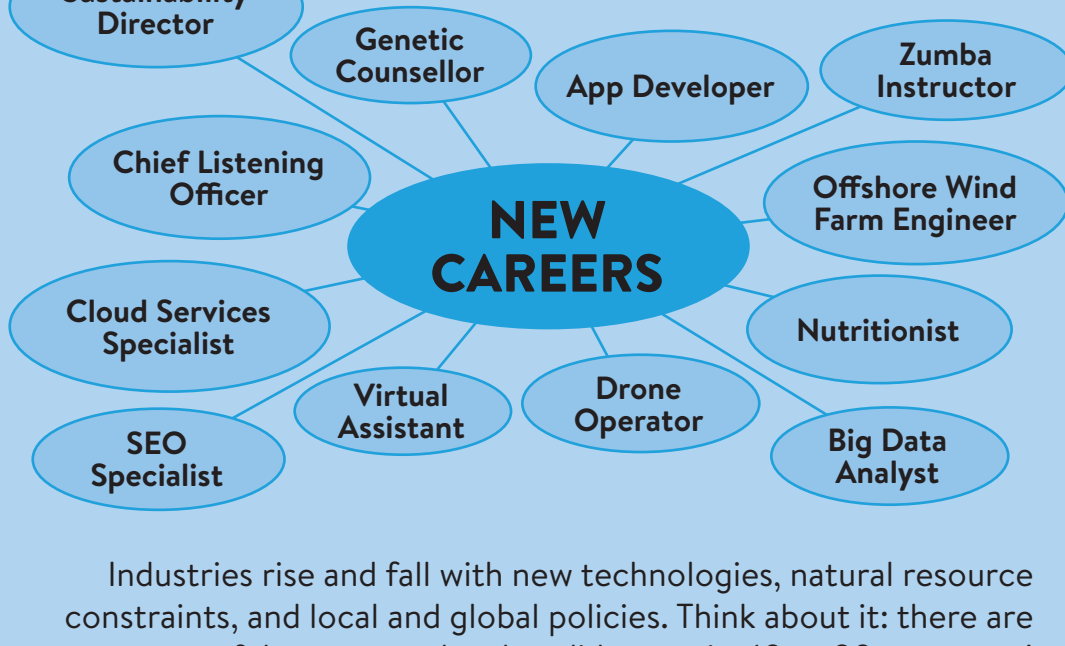 Director
Genetic
Counsellor
App Developer
Zumba
Instructor
Chief Listening
Officer
NEW
CAREERS
Offshore Wind
Farm Engineer
Cloud Services
Specialist
Nutritionist
Virtual
Assistant
Drone
Operator
SEO
Specialist
Big Data
Analyst
Industries rise and fall with new technologies, natural resource
constraints, and local and global policies. Think about it: there are